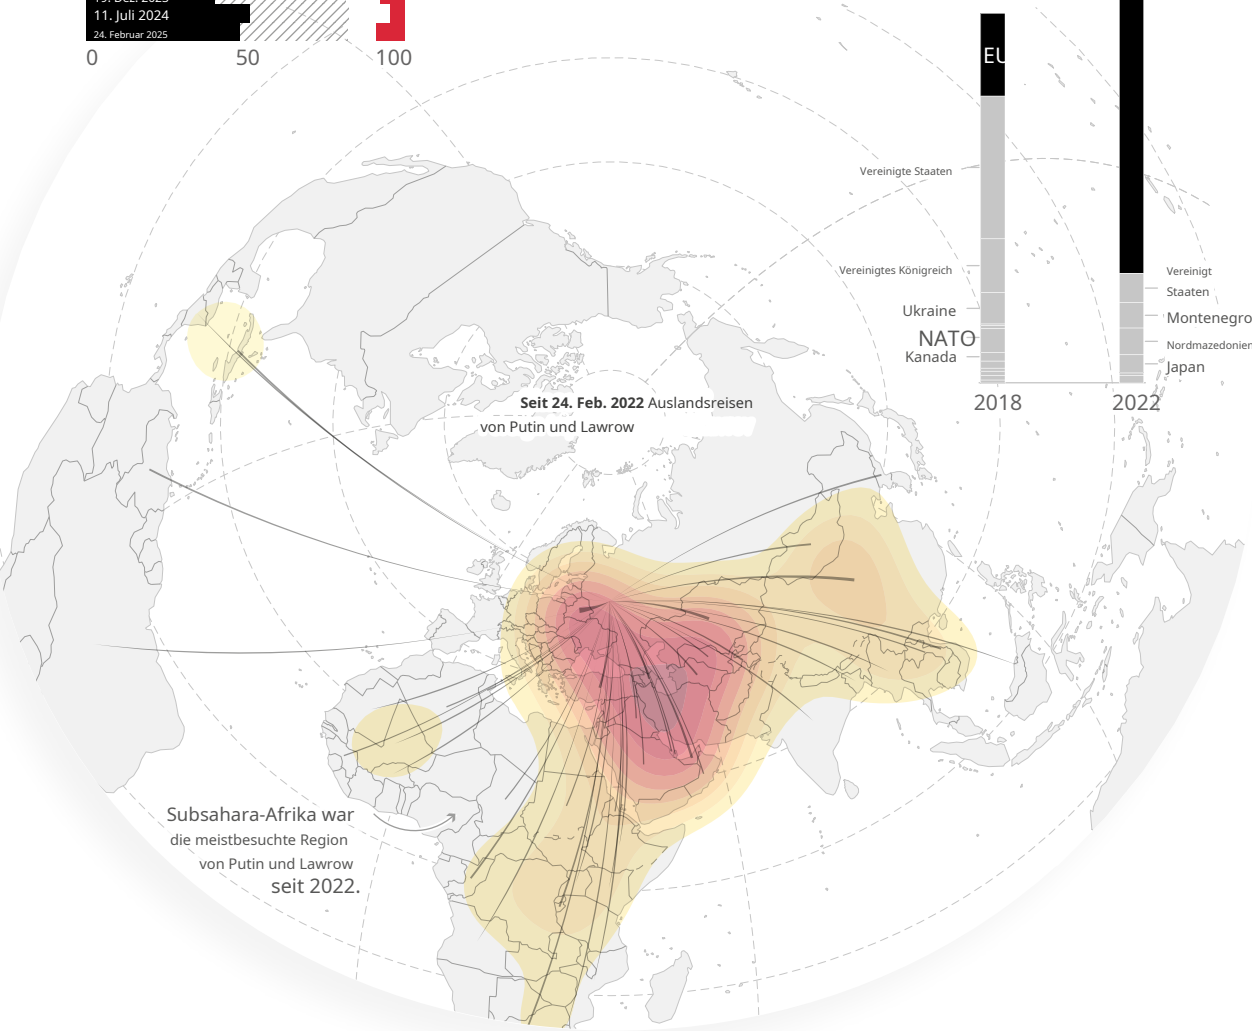 11. Juli 2024
24. Februar 2025
0 50 100
EU
Vereinigte Staaten
Vereinigtes Königreich
Ukraine
NATO
Kanada
2018
Vereinigt
Staaten
Montenegro
Nordmazedonien
Japan
2022
Seit 24. Feb. 2022 Auslandsreisen
von Putin und Lawrow
Subsahara-Afrika war
die meistbesuchte Region
von Putin und Lawrow
seit 2022.